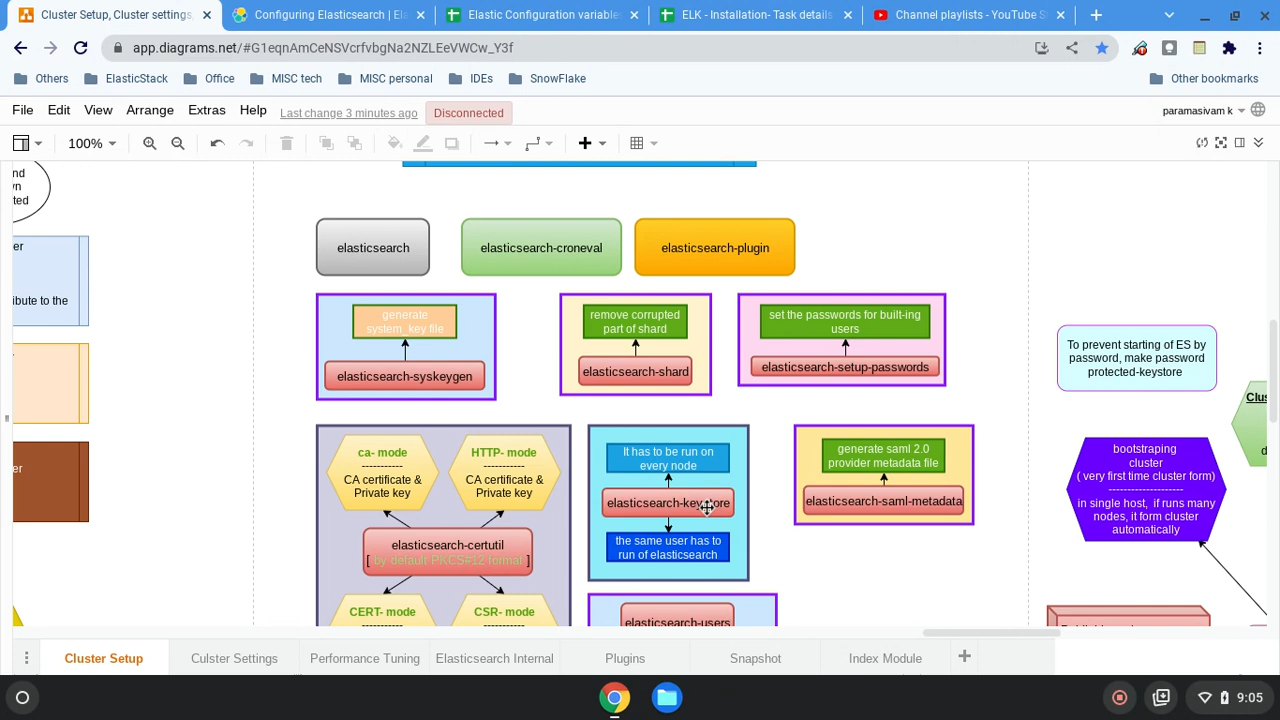 Cluster Setup, Cluster settings,
Configuring Elasticsearch | Ela
Elastic Configuration variable
ELK - Installation- Task details
Channel playlists - YouTube S
app.diagrams.net/#G1eqnAmCeNSVcrfvbgNa2NZLEeVWCw_Y3f
Others
ElasticStack
Office
MISC tech
MISC personal
IDEs
SnowFlake
Other bookmarks
File
Edit
View
Arrange
Extras
Help
Last change 3 minutes ago
Disconnected
paramasivam k
100%
nd
wn
ted
er
ibute to the
er
elasticsearch
elasticsearch-croneval
elasticsearch-plugin
generate
system_key file
elasticsearch-syskeygen
remove corrupted
part of shard
elasticsearch-shard
set the passwords for built-ing
users
elasticsearch-setup-passwords
ca- mode
-----------
CA certificate &
Private key
HTTP- mode
-----------
CA certificate &
Private key
elasticsearch-certutil
[ by default PKCS#12 format ]
CERT- mode
CSR- mode
It has to be run on
every node
elasticsearch-keystore
the same user has to
run of elasticsearch
elasticsearch-users
generate saml 2.0
provider metadata file
elasticsearch-saml-metadata
To prevent starting of ES by
password, make password
protected-keystore
bootstraping
cluster
( very first time cluster form)
--------------------
in single host, if runs many
nodes, it form cluster
automatically
Clus
d
Cluster Setup
Culster Settings
Performance Tuning
Elasticsearch Internal
Plugins
Snapshot
Index Module
9:05